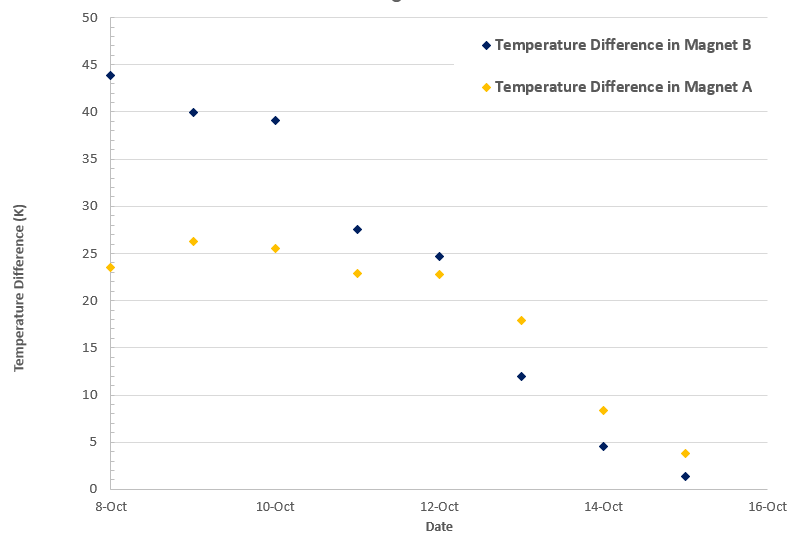 50
Temperature Difference in Magnet B
45
Temperature Difference in Magnet A
40
35
30
25
20
15
10
5
0
Temperature Difference (K)
8-Oct 10-Oct 12-Oct 14-Oct 16-Oct
Date